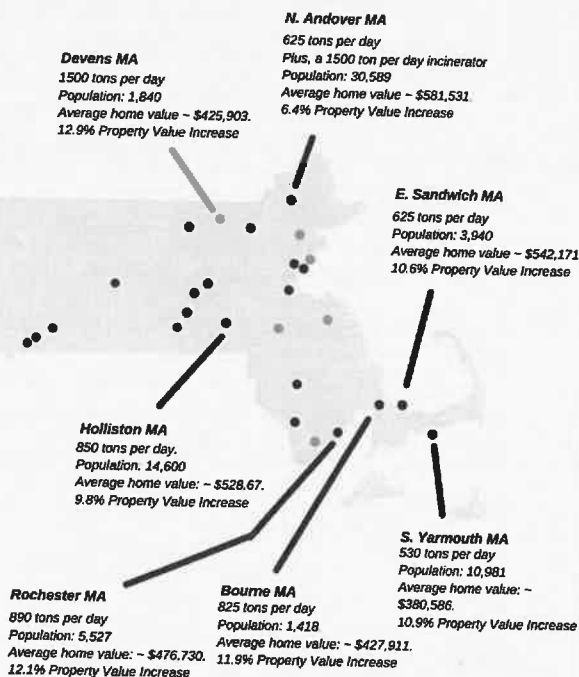 N. Andover MA
625 tons per day
Plus, a 1500 ton per day incinerator
Population: 30,589
Average home value ~ $581,531
6.4% Property Value Increase
Devens MA
1500 tons per day
Population: 1,840
Average home value ~ $425,903.
12.9% Property Value Increase
E. Sandwich MA
625 tons per day
Population: 3,940
Average home value ~ $542,171
10.6% Property Value Increase
Holliston MA
850 tons per day.
Population. 14,600
Average home value: ~ $528.67.
9.8% Property Value Increase
S. Yarmouth MA
530 tons per day
Population: 10,981
Average home value: ~
$380,586.
10.9% Property Value Increase
Rochester MA
890 tons per day
Population: 5,527
Average home value: ~ $476.730.
12.1% Property Value Increase
Bourne MA
825 tons per day
Population: 1,418
Average home value: ~ $427,911.
11.9% Property Value Increase